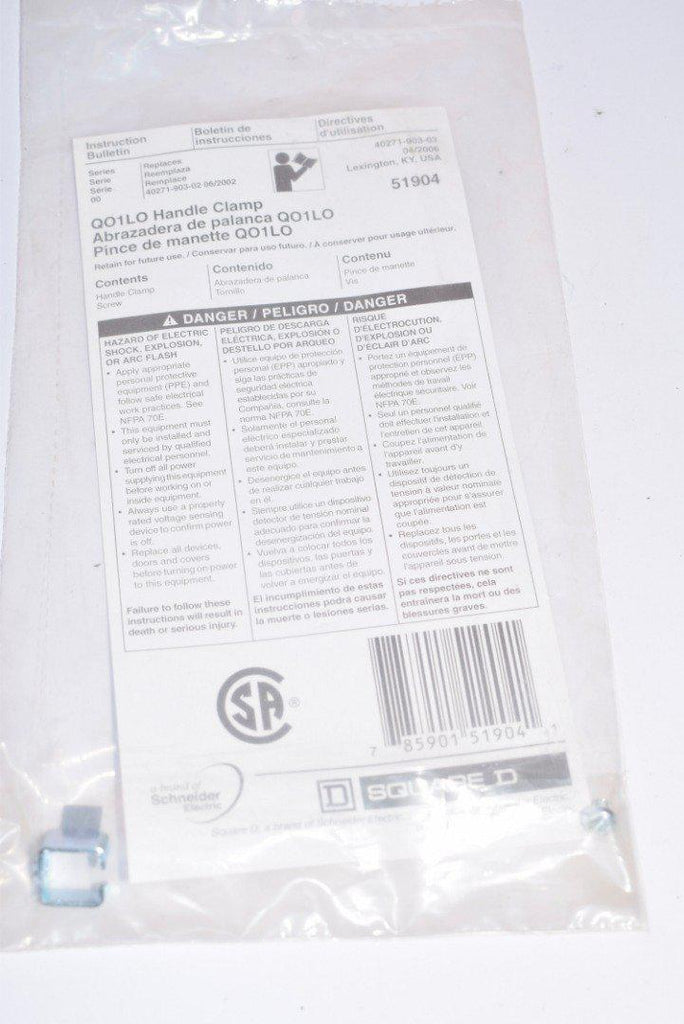 Instruction
Bulletin
Boletín de
instrucciones
Directives
d'utilisation
Series
Serie
Série
00
Replaces
Reemplaza
Remplace
40271-903-02 06/2002
40271-903-03
04/2006
Lexington, KY, USA
51904
QO1LO Handle Clamp
Abrazadera de palanca QO1LO
Pince de manette QO1LO
Retain for future use. / Conservar para uso futuro. / À conserver pour usage ultérieur.
Contents
Handle Clamp
Screw
Contenido
Abrazadera de palanca
Tornillo
Contenu
Pince de manette
Vis
DANGER / PELIGRO / DANGER
HAZARD OF ELECTRIC
SHOCK, EXPLOSION,
OR ARC FLASH
• Apply appropriate
personal protective
equipment (PPE) and
follow safe electrical
work practices. See
NFPA 70E.
• This equipment must
only be installed and
serviced by qualified
electrical personnel.
• Turn off all power
supplying this equipment
before working on or
inside equipment.
• Always use a properly
rated voltage sensing
device to confirm power
is off.
• Replace all devices,
doors and covers
before turning on power
to this equipment.
Failure to follow these
instructions will result in
death or serious injury.
PELIGRO DE DESCARGA
ELÉCTRICA, EXPLOSIÓN O
DESTELLO POR ARQUEO
• Utilice equipo de protección
personal (EPP) apropiado y
siga las prácticas de
seguridad eléctrica
establecidas por su
Compañía, consulte la
norma NFPA 70E.
• Solamente el personal
eléctrico especializado
deberá instalar y prestar
servicio de mantenimiento a
este equipo.
• Desenergice el equipo antes
de realizar cualquier trabajo
en él.
• Siempre utilice un dispositivo
detector de tensión nominal
adecuado para confirmar la
desenergización del equipo.
• Vuelva a colocar todos los
dispositivos, las puertas y
las cubiertas antes de
volver a energizar el equipo.
El incumplimiento de estas
instrucciones podrá causar
la muerte o lesiones serias.
RISQUE
D'ÉLECTROCUTION,
D'EXPLOSION OU
D'ÉCLAIR D'ARC
• Portez un équipement de
protection personnel (EPP)
approprié et observez les
méthodes de travail
électrique sécuritaire. Voir
NFPA 70E.
• Seul un personnel qualifié
doit effectuer l'installation et
l'entretien de cet appareil.
• Coupez l'alimentation de
l'appareil avant d'y
travailler.
• Utilisez toujours un
dispositif de détection de
tension à valeur nominale
appropriée pour s'assurer
que l'alimentation est
coupée.
• Replacez tous les
dispositifs, les portes et les
couvercles avant de mettre
l'appareil sous tension.
Si ces directives ne sont
pas respectées, cela
entraînera la mort ou des
blessures graves.
SA ®
7 85901 51904 1
a brand of
Schneider
Electric
D SQUARE D
Square D, a brand of Schneider Electric